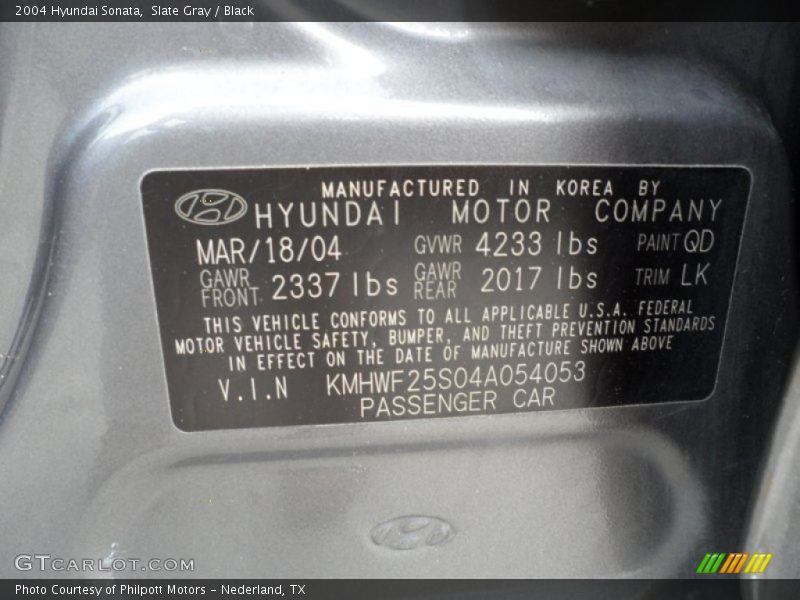 2004 Hyundai Sonata, Slate Gray / Black
MANUFACTURED IN KOREA BY
HYUNDAI MOTOR COMPANY
MAR/18/04 GVWR 4233 lbs PAINT QD
GAWR FRONT 2337 lbs GAWR REAR 2017 lbs TRIM LK
THIS VEHICLE CONFORMS TO ALL APPLICABLE U.S.A. FEDERAL
MOTOR VEHICLE SAFETY, BUMPER, AND THEFT PREVENTION STANDARDS
IN EFFECT ON THE DATE OF MANUFACTURE SHOWN ABOVE
V.I.N KMHWF25S04A054053
PASSENGER CAR
GTCARLOT.COM
Photo Courtesy of Philpott Motors - Nederland, TX